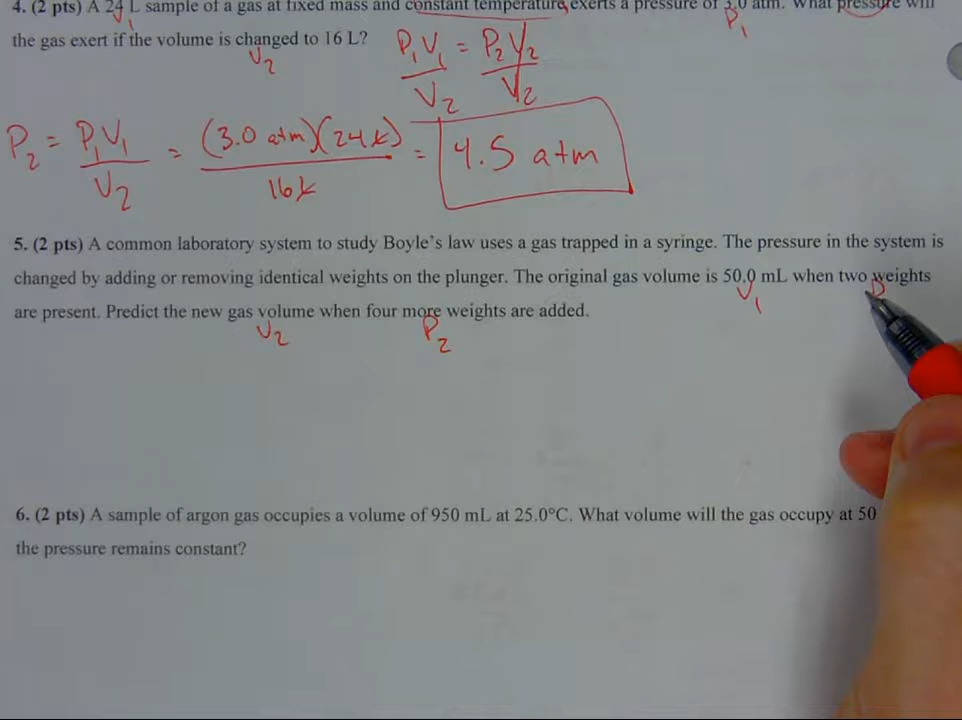 4. (2 pts) A 24 L sample of a gas at fixed mass and constant temperature, exerts a pressure of 3.0 atm. What pressure will
V1 P1
the gas exert if the volume is changed to 16 L?
V2
P1V1 = P2V2
V2 V2
P2 = P1V1 = (3.0 atm)(24L) = 4.5 atm
V2 16L
5. (2 pts) A common laboratory system to study Boyle's law uses a gas trapped in a syringe. The pressure in the system is
changed by adding or removing identical weights on the plunger. The original gas volume is 50.0 mL when two weights
V1 P
are present. Predict the new gas volume when four more weights are added.
V2 P2
6. (2 pts) A sample of argon gas occupies a volume of 950 mL at 25.0°C. What volume will the gas occupy at 50
the pressure remains constant?